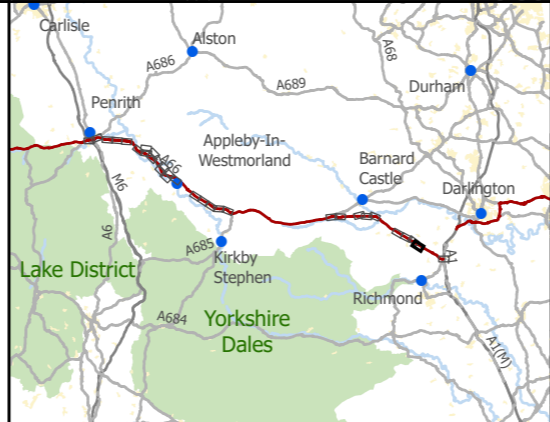 Carlisle
Alston
A686
A68
A689
Durham
Penrith
Appleby-In-
Westmorland
A66
Barnard
Castle
Darlington
M6
A6
A685
Kirkby
Stephen
A1
Lake District
Richmond
A684
Yorkshire
Dales
A1(M)